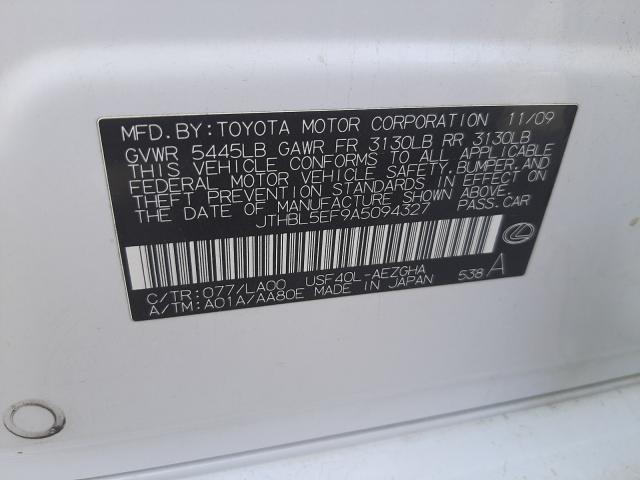 MFD. BY: TOYOTA MOTOR CORPORATION 11/09
GVWR 5445LB GAWR FR 3130LB RR 3130LB
THIS VEHICLE CONFORMS TO ALL APPLICABLE
FEDERAL MOTOR VEHICLE SAFETY, BUMPER, AND
THEFT PREVENTION STANDARDS IN EFFECT ON
THE DATE OF MANUFACTURE SHOWN ABOVE.
JTHBL5EF9A5094327 PASS. CAR
C/TR: 077/LA00 USF40L-AEZGHA 538 A
A/TM: A01A/AA80E MADE IN JAPAN